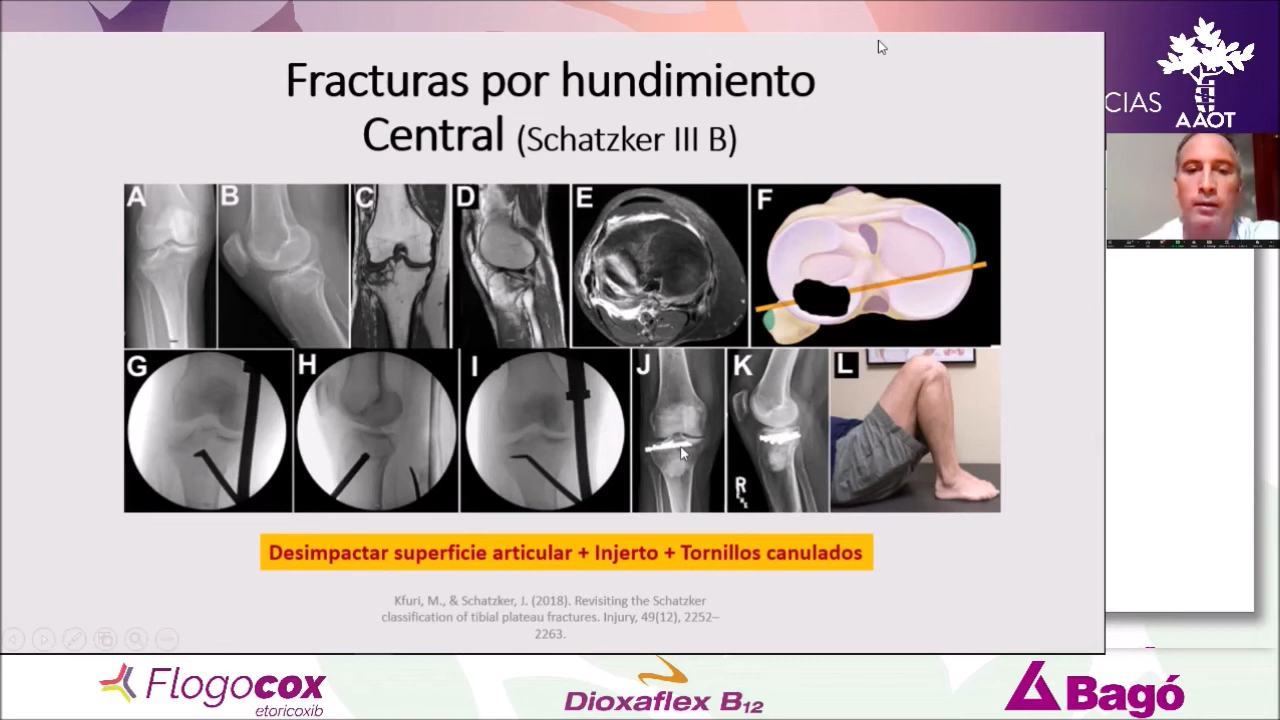 Fracturas por hundimiento
Central (Schatzker III B)
CIAS
AAOT
A
B
C
D
E
F
G
H
I
J
K
R
L
Desimpactar superficie articular + Injerto + Tornillos canulados
Kfuri, M., & Schatzker, J. (2018). Revisiting the Schatzker
classification of tibial plateau fractures. Injury, 49(12), 2252–
2263.
Flogocox
etoricoxib
Dioxaflex B12
Bagó